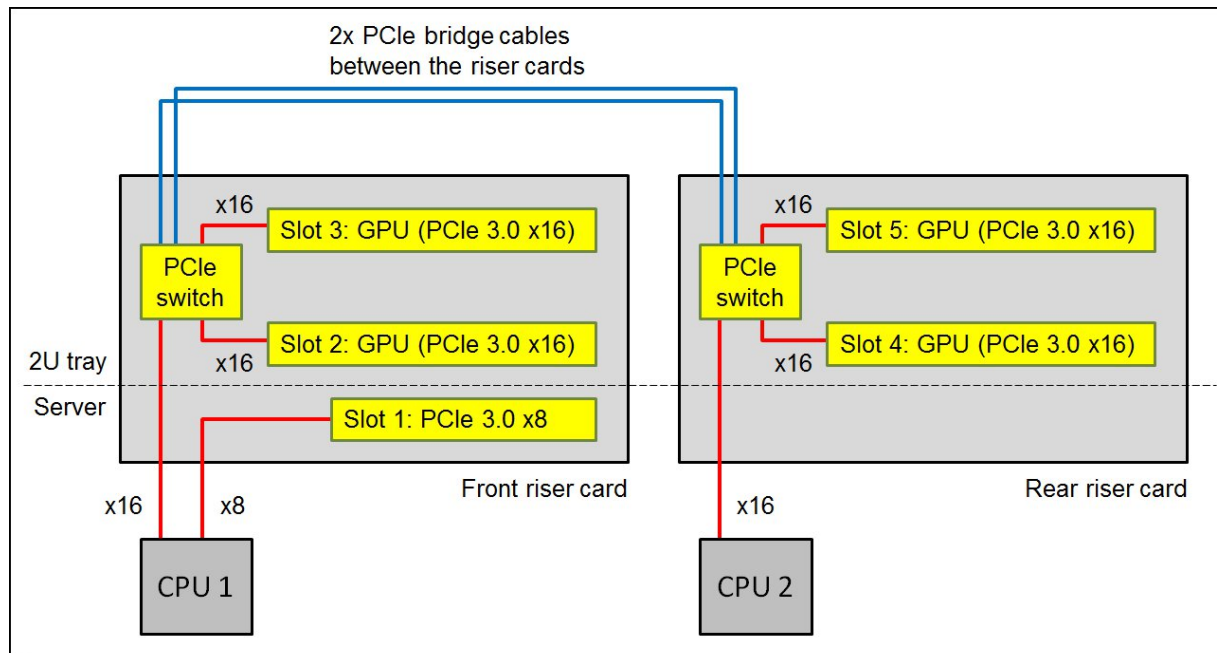 2x PCIe bridge cables
between the riser cards
x16
Slot 3: GPU (PCIe 3.0 x16)
PCIe
switch
Slot 2: GPU (PCIe 3.0 x16)
x16
x16
Slot 5: GPU (PCIe 3.0 x16)
PCIe
switch
Slot 4: GPU (PCIe 3.0 x16)
x16
2U tray
Server
Slot 1: PCIe 3.0 x8
Front riser card
Rear riser card
x16
x8
x16
CPU 1
CPU 2